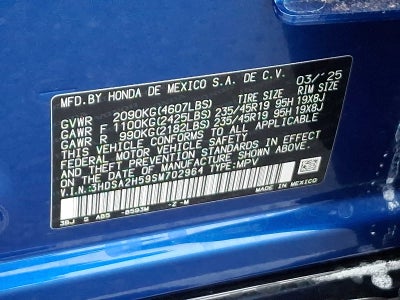 MFD. BY HONDA DE MEXICO S.A. DE C.V. 03/'25
GVWR 2090KG(4607LBS) TIRE SIZE RIM SIZE
GAWR F 1100KG(2425LBS) 235/45R19 95H 19X8J
GAWR R 990KG(2182LBS) 235/45R19 95H 19X8J
THIS VEHICLE CONFORMS TO ALL APPLICABLE
FEDERAL MOTOR VEHICLE SAFETY
AND THEFT PREVENTION STANDARDS IN EFFECT
ON THE DATE OF MANUFACTURE SHOWN ABOVE.
V.I.N.:3HDSA2H59SM702964 TYPE:MPV
MADE IN MEXICO
3BJ S ABS -B593M -Z -M